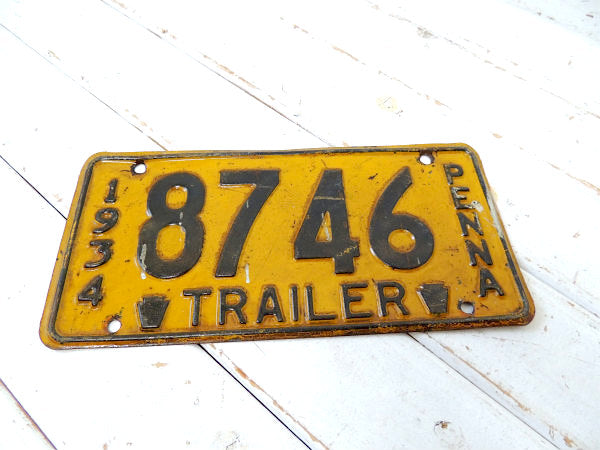 1934
8746
PENNA
TRAILER